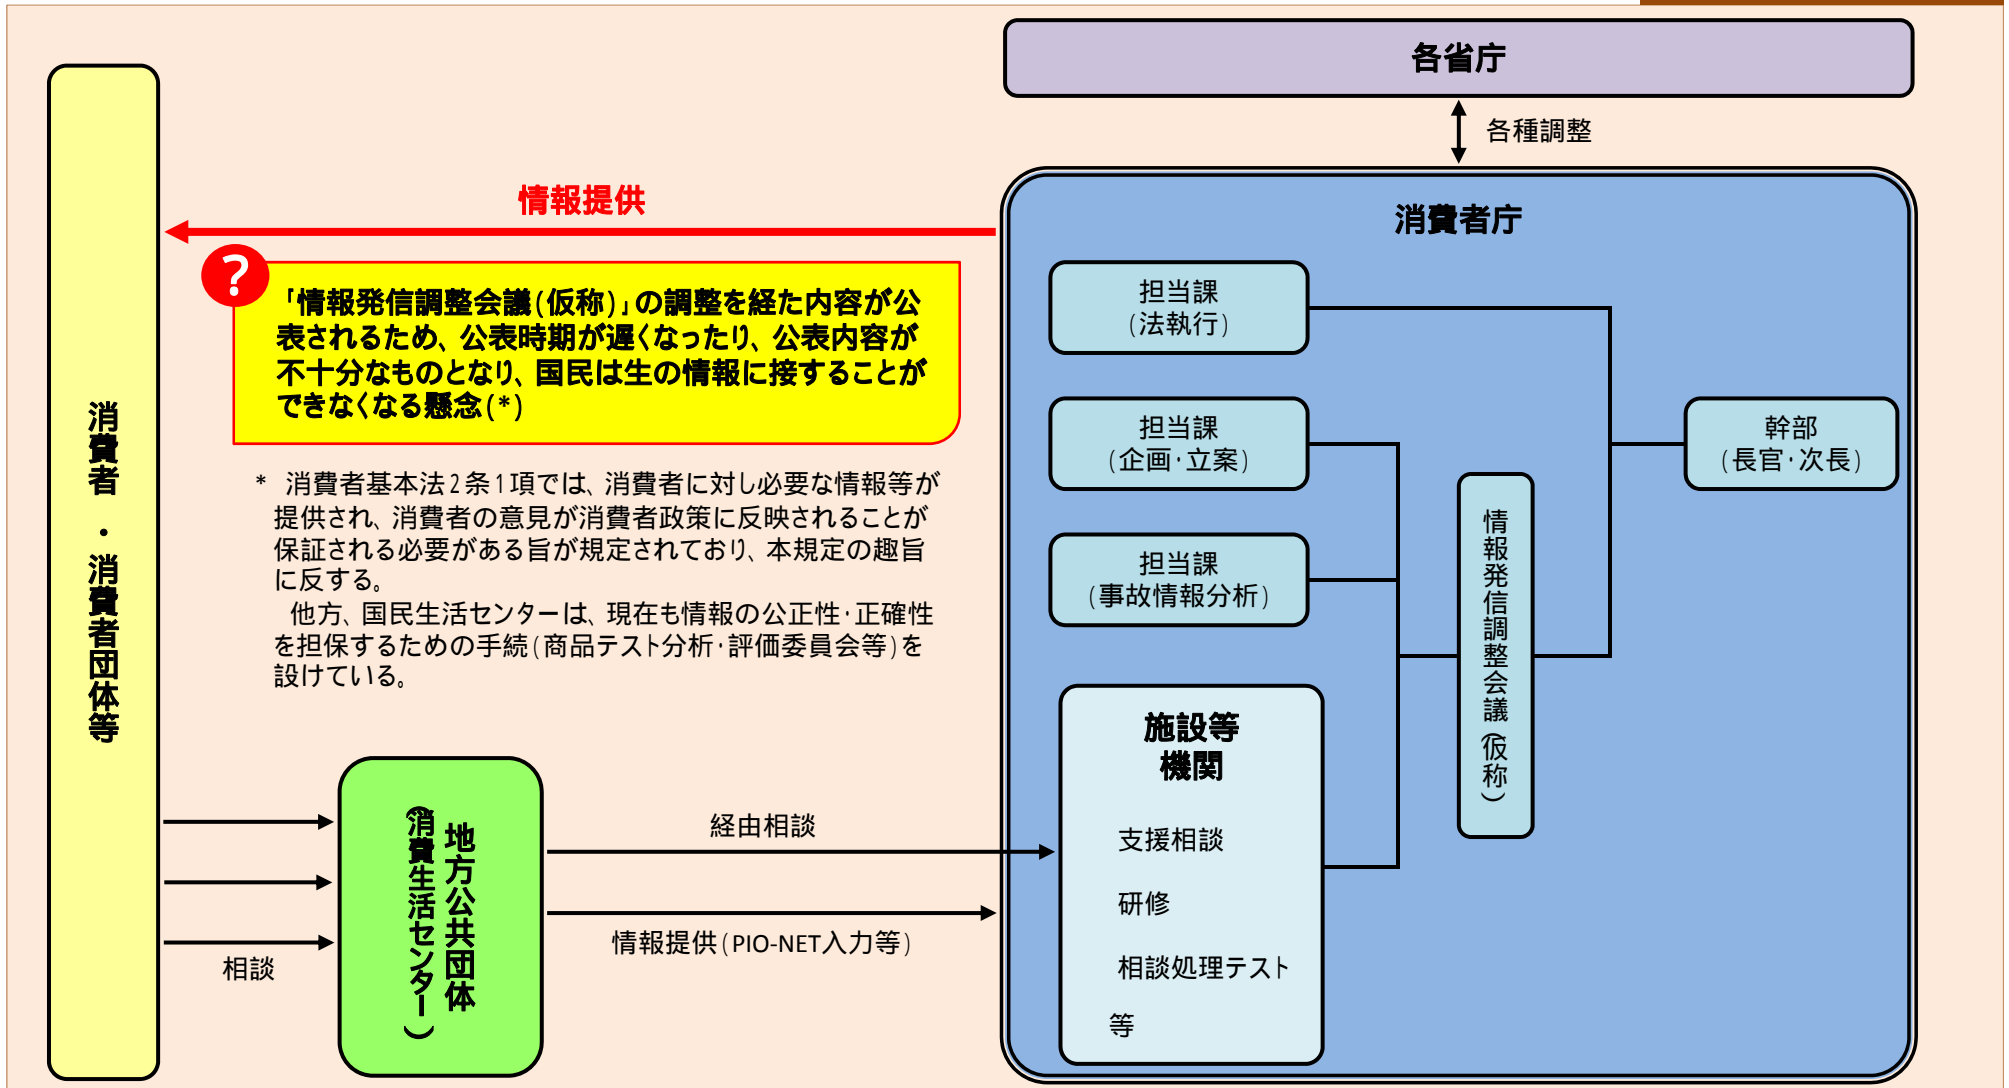 各省庁
各種調整
消費者・消費者団体等
情報提供
?
「情報発信調整会議(仮称)」の調整を経た内容が公
表されるため、公表時期が遅くなったり、公表内容が
不十分なものとなり、国民は生の情報に接することが
できなくなる懸念(*)
* 消費者基本法2条1項では、消費者に対し必要な情報等が
提供され、消費者の意見が消費者政策に反映されることが
保証される必要がある旨が規定されており、本規定の趣旨
に反する。
他方、国民生活センターは、現在も情報の公正性・正確性
を担保するための手続(商品テスト分析・評価委員会等)を
設けている。
相談
地方公共団体
(消費生活センター)
経由相談
情報提供(PIO-NET入力等)
消費者庁
担当課
(法執行)
担当課
(企画・立案)
担当課
(事故情報分析)
施設等
機関
支援相談
研修
相談処理テスト
等
情報発信調整会議(仮称)
幹部
(長官・次長)